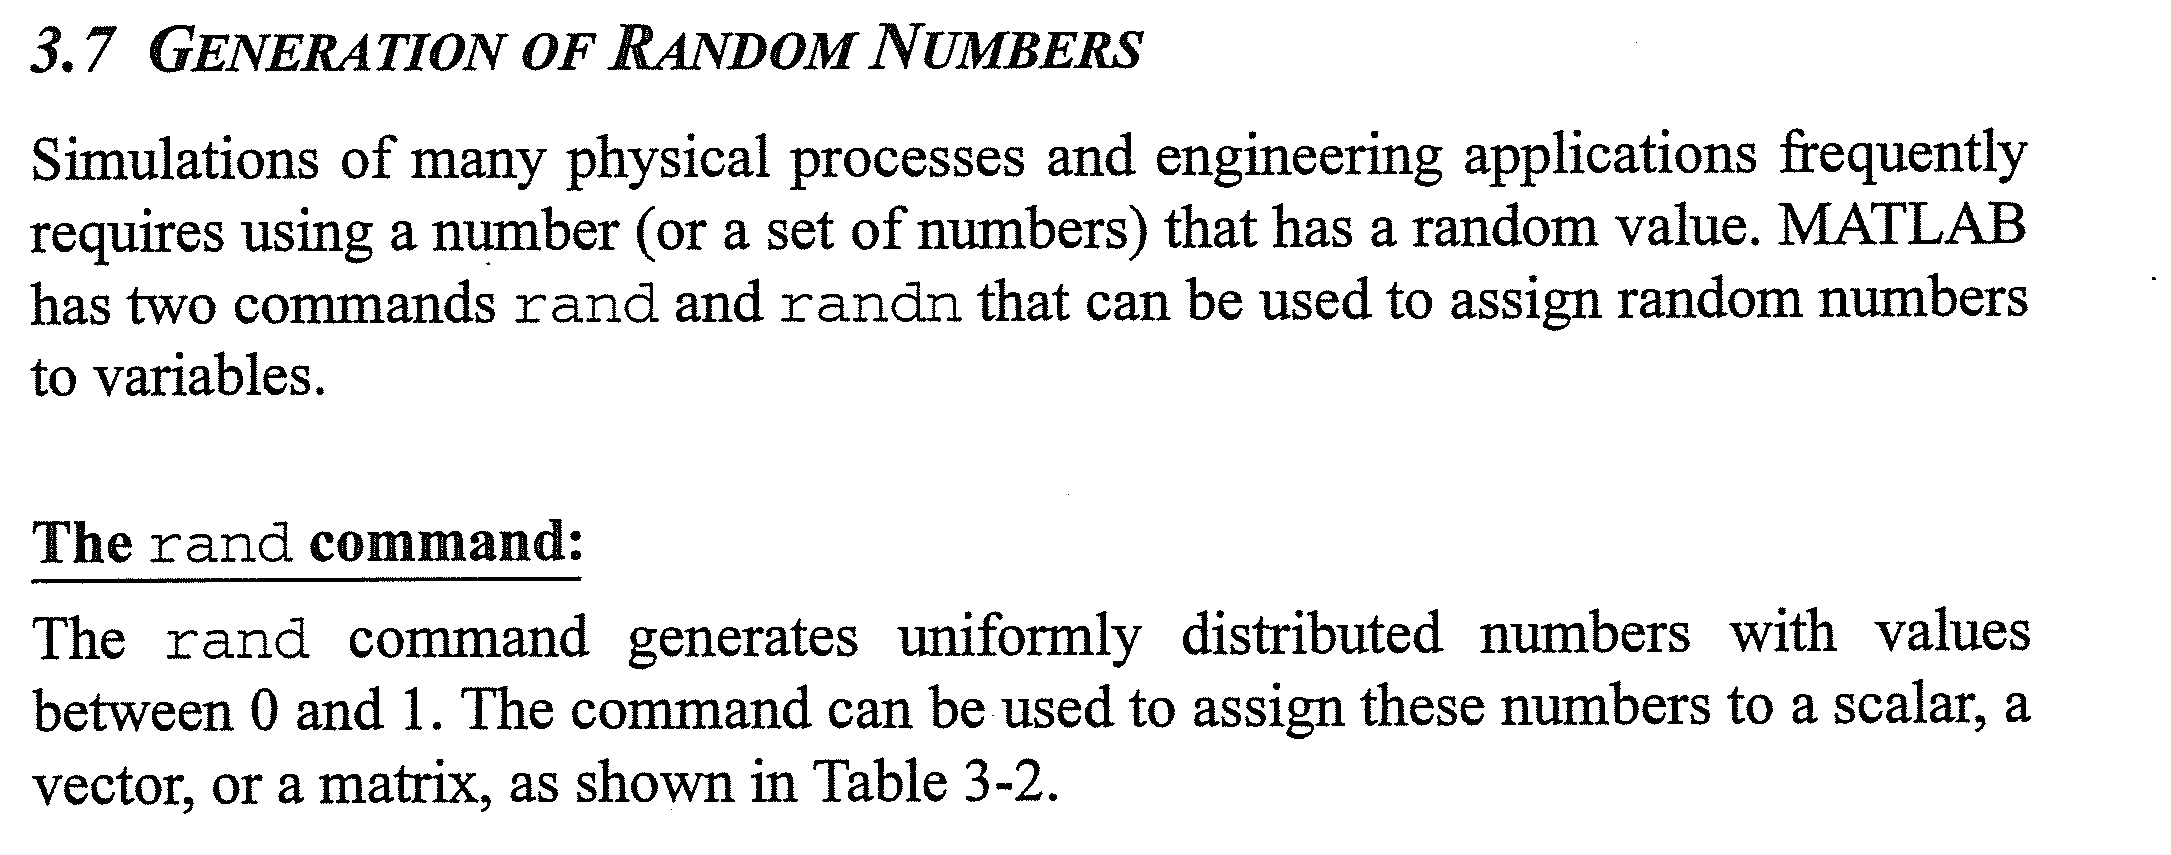 3.7 GENERATION OF RANDOM NUMBERS
Simulations of many physical processes and engineering applications frequently
requires using a number (or a set of numbers) that has a random value. MATLAB
has two commands rand and randn that can be used to assign random numbers
to variables.
The rand command:
The rand command generates uniformly distributed numbers with values
between 0 and 1. The command can be used to assign these numbers to a scalar, a
vector, or a matrix, as shown in Table 3-2.